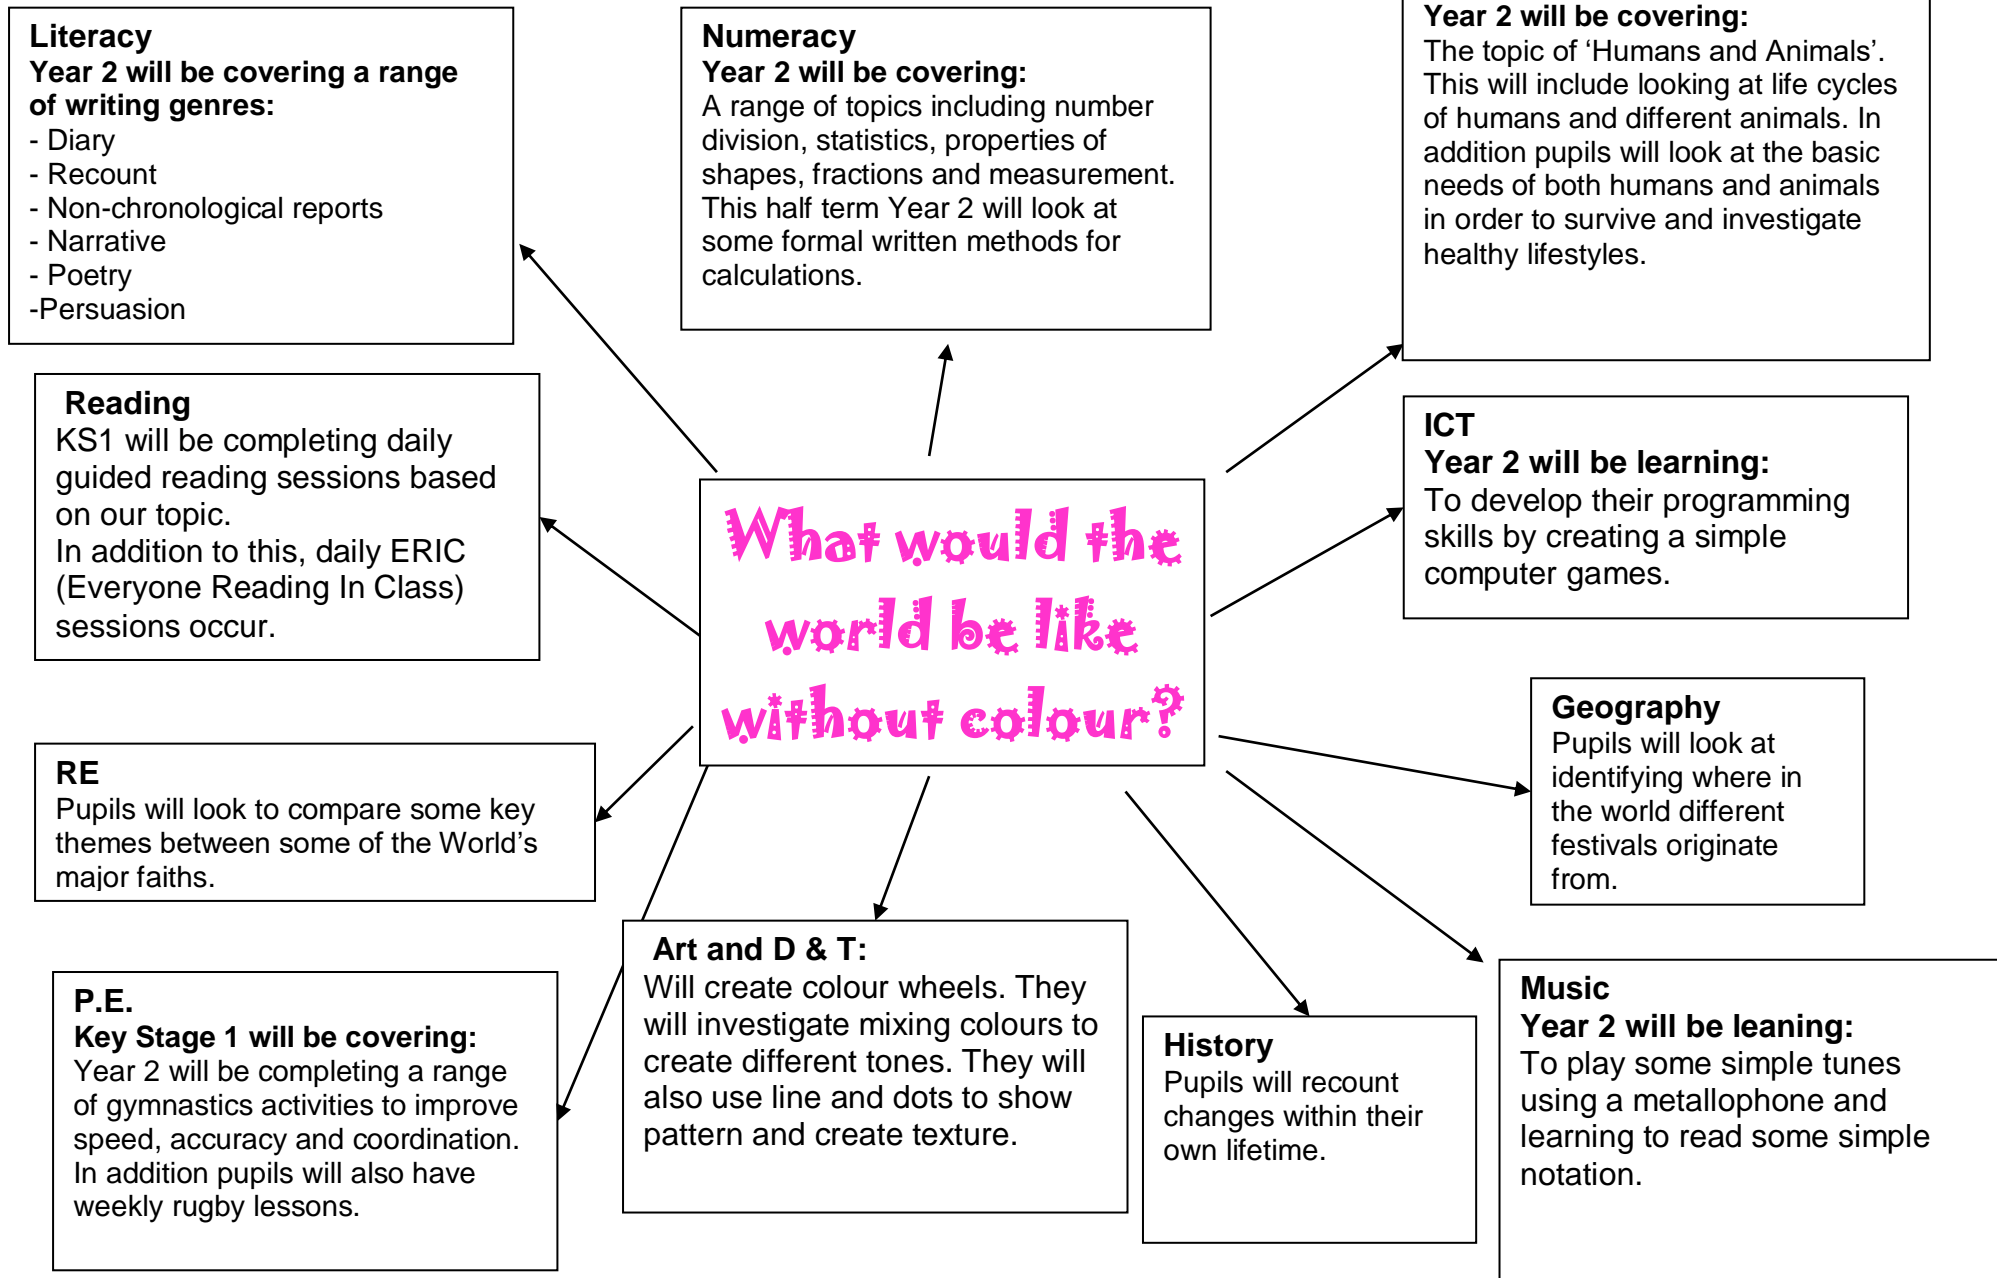 Literacy
Year 2 will be covering a range
of writing genres:
- Diary
- Recount
- Non-chronological reports
- Narrative
- Poetry
-Persuasion
Numeracy
Year 2 will be covering:
A range of topics including number
division, statistics, properties of
shapes, fractions and measurement.
This half term Year 2 will look at
some formal written methods for
calculations.
Year 2 will be covering:
The topic of ‘Humans and Animals’.
This will include looking at life cycles
of humans and different animals. In
addition pupils will look at the basic
needs of both humans and animals
in order to survive and investigate
healthy lifestyles.
Reading
KS1 will be completing daily
guided reading sessions based
on our topic.
In addition to this, daily ERIC
(Everyone Reading In Class)
sessions occur.
What would the
world be like
without colour?
ICT
Year 2 will be learning:
To develop their programming
skills by creating a simple
computer games.
RE
Pupils will look to compare some key
themes between some of the World’s
major faiths.
Geography
Pupils will look at
identifying where in
the world different
festivals originate
from.
P.E.
Key Stage 1 will be covering:
Year 2 will be completing a range
of gymnastics activities to improve
speed, accuracy and coordination.
In addition pupils will also have
weekly rugby lessons.
Art and D & T:
Will create colour wheels. They
will investigate mixing colours to
create different tones. They will
also use line and dots to show
pattern and create texture.
History
Pupils will recount
changes within their
own lifetime.
Music
Year 2 will be leaning:
To play some simple tunes
using a metallophone and
learning to read some simple
notation.